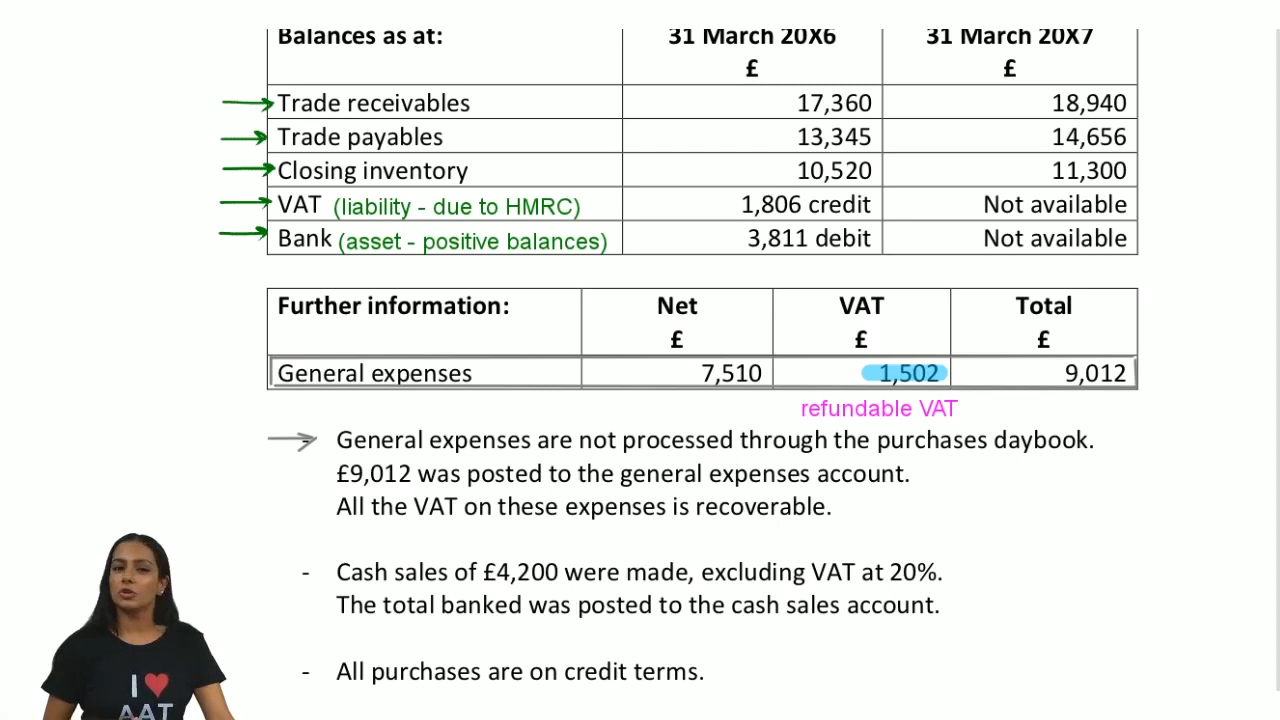 Balances as at: 31 March 20X6 31 March 20X7
£ £
Trade receivables 17,360 18,940
Trade payables 13,345 14,656
Closing inventory 10,520 11,300
VAT (liability - due to HMRC) 1,806 credit Not available
Bank (asset - positive balances) 3,811 debit Not available
Further information: Net VAT Total
£ £ £
General expenses 7,510 1,502 9,012
refundable VAT
General expenses are not processed through the purchases daybook.
£9,012 was posted to the general expenses account.
All the VAT on these expenses is recoverable.
- Cash sales of £4,200 were made, excluding VAT at 20%.
The total banked was posted to the cash sales account.
- All purchases are on credit terms.
I ❤
AAT